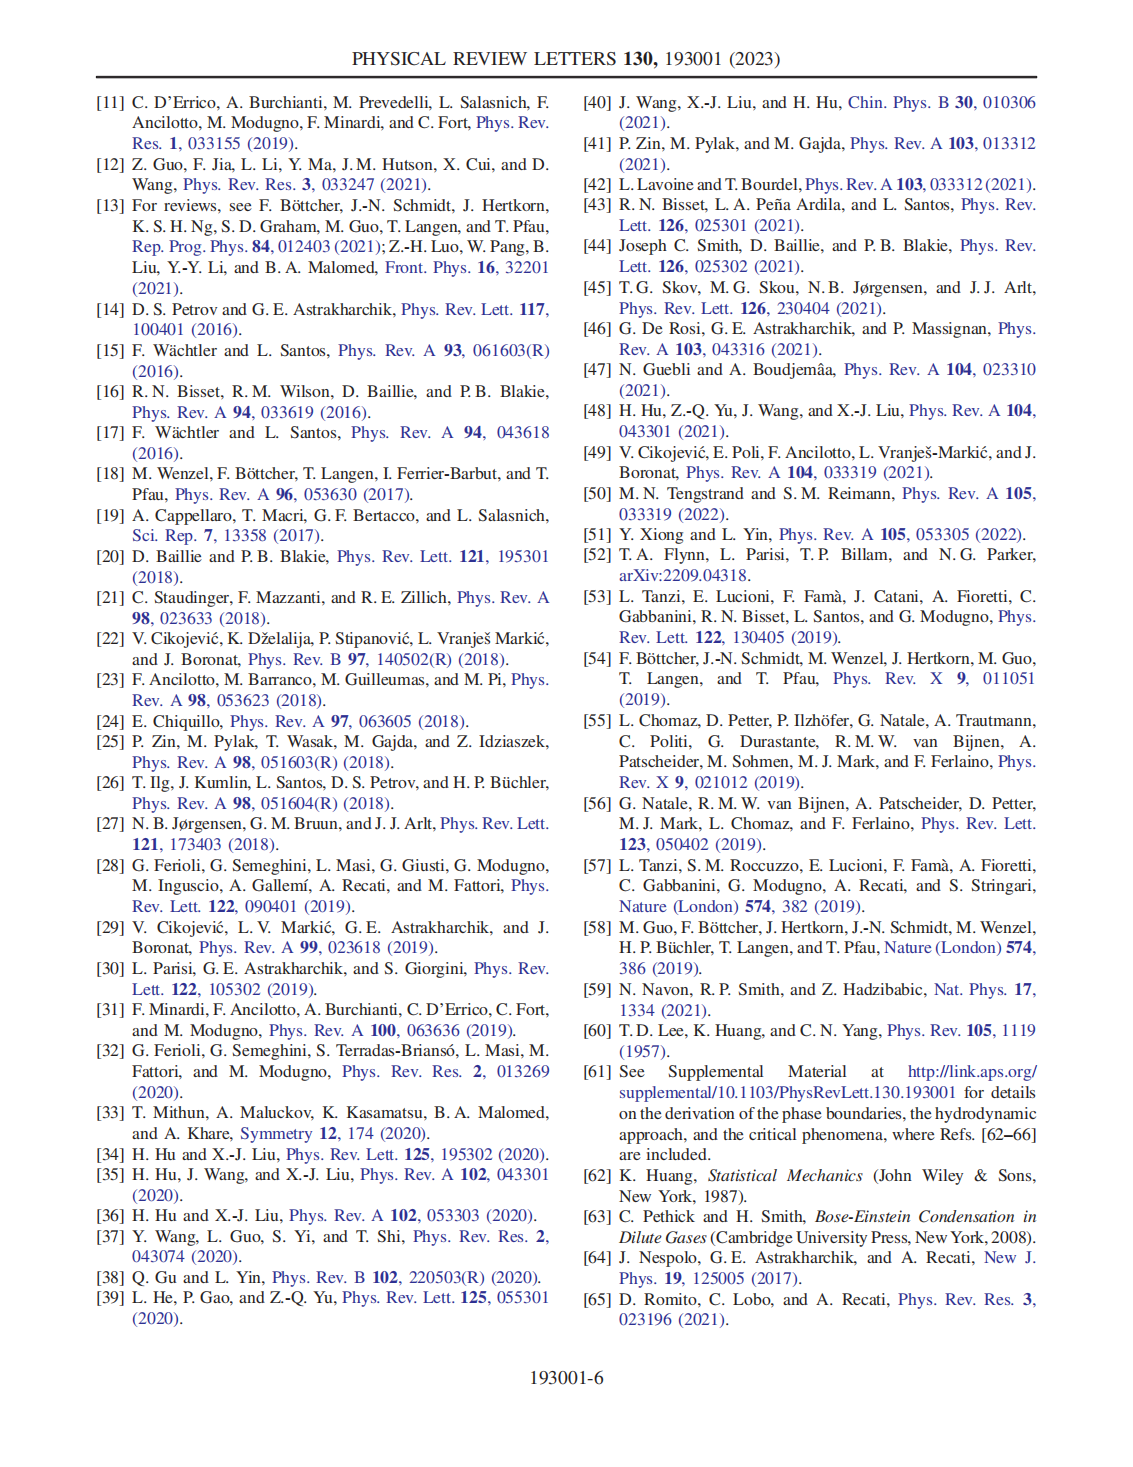 PHYSICAL REVIEW LETTERS 130, 193001 (2023)
[11] C. D'Errico, A. Burchianti, M. Prevedelli, L. Salasnich, F.
Ancilotto, M. Modugno, F. Minardi, and C. Fort, Phys. Rev.
Res. 1, 033155 (2019).
[12] Z. Guo, F. Jia, L. Li, Y. Ma, J. M. Hutson, X. Cui, and D.
Wang, Phys. Rev. Res. 3, 033247 (2021).
[13] For reviews, see F. Böttcher, J.-N. Schmidt, J. Hertkorn,
K. S. H. Ng, S. D. Graham, M. Guo, T. Langen, and T. Pfau,
Rep. Prog. Phys. 84, 012403 (2021); Z.-H. Luo, W. Pang, B.
Liu, Y.-Y. Li, and B. A. Malomed, Front. Phys. 16, 32201
(2021).
[14] D. S. Petrov and G. E. Astrakharchik, Phys. Rev. Lett. 117,
100401 (2016).
[15] F. Wächtler and L. Santos, Phys. Rev. A 93, 061603(R)
(2016).
[16] R. N. Bisset, R. M. Wilson, D. Baillie, and P. B. Blakie,
Phys. Rev. A 94, 033619 (2016).
[17] F. Wächtler and L. Santos, Phys. Rev. A 94, 043618
(2016).
[18] M. Wenzel, F. Böttcher, T. Langen, I. Ferrier-Barbut, and T.
Pfau, Phys. Rev. A 96, 053630 (2017).
[19] A. Cappellaro, T. Macri, G. F. Bertacco, and L. Salasnich,
Sci. Rep. 7, 13358 (2017).
[20] D. Baillie and P. B. Blakie, Phys. Rev. Lett. 121, 195301
(2018).
[21] C. Staudinger, F. Mazzanti, and R. E. Zillich, Phys. Rev. A
98, 023633 (2018).
[22] V. Cikojević, K. Dželalija, P. Stipanović, L. Vranješ Markić,
and J. Boronat, Phys. Rev. B 97, 140502(R) (2018).
[23] F. Ancilotto, M. Barranco, M. Guilleumas, and M. Pi, Phys.
Rev. A 98, 053623 (2018).
[24] E. Chiquillo, Phys. Rev. A 97, 063605 (2018).
[25] P. Zin, M. Pylak, T. Wasak, M. Gajda, and Z. Idziaszek,
Phys. Rev. A 98, 051603(R) (2018).
[26] T. Ilg, J. Kumlin, L. Santos, D. S. Petrov, and H. P. Büchler,
Phys. Rev. A 98, 051604(R) (2018).
[27] N. B. Jørgensen, G. M. Bruun, and J. J. Arlt, Phys. Rev. Lett.
121, 173403 (2018).
[28] G. Ferioli, G. Semeghini, L. Masi, G. Giusti, G. Modugno,
M. Inguscio, A. Gallemí, A. Recati, and M. Fattori, Phys.
Rev. Lett. 122, 090401 (2019).
[29] V. Cikojević, L. V. Markić, G. E. Astrakharchik, and J.
Boronat, Phys. Rev. A 99, 023618 (2019).
[30] L. Parisi, G. E. Astrakharchik, and S. Giorgini, Phys. Rev.
Lett. 122, 105302 (2019).
[31] F. Minardi, F. Ancilotto, A. Burchianti, C. D'Errico, C. Fort,
and M. Modugno, Phys. Rev. A 100, 063636 (2019).
[32] G. Ferioli, G. Semeghini, S. Terradas-Briansó, L. Masi, M.
Fattori, and M. Modugno, Phys. Rev. Res. 2, 013269
(2020).
[33] T. Mithun, A. Maluckov, K. Kasamatsu, B. A. Malomed,
and A. Khare, Symmetry 12, 174 (2020).
[34] H. Hu and X.-J. Liu, Phys. Rev. Lett. 125, 195302 (2020).
[35] H. Hu, J. Wang, and X.-J. Liu, Phys. Rev. A 102, 043301
(2020).
[36] H. Hu and X.-J. Liu, Phys. Rev. A 102, 053303 (2020).
[37] Y. Wang, L. Guo, S. Yi, and T. Shi, Phys. Rev. Res. 2,
043074 (2020).
[38] Q. Gu and L. Yin, Phys. Rev. B 102, 220503(R) (2020).
[39] L. He, P. Gao, and Z.-Q. Yu, Phys. Rev. Lett. 125, 055301
(2020).
[40] J. Wang, X.-J. Liu, and H. Hu, Chin. Phys. B 30, 010306
(2021).
[41] P. Zin, M. Pylak, and M. Gajda, Phys. Rev. A 103, 013312
(2021).
[42] L. Lavoine and T. Bourdel, Phys. Rev. A 103, 033312 (2021).
[43] R. N. Bisset, L. A. Peña Ardila, and L. Santos, Phys. Rev.
Lett. 126, 025301 (2021).
[44] Joseph C. Smith, D. Baillie, and P. B. Blakie, Phys. Rev.
Lett. 126, 025302 (2021).
[45] T. G. Skov, M. G. Skou, N. B. Jørgensen, and J. J. Arlt,
Phys. Rev. Lett. 126, 230404 (2021).
[46] G. De Rosi, G. E. Astrakharchik, and P. Massignan, Phys.
Rev. A 103, 043316 (2021).
[47] N. Guebli and A. Boudjemâa, Phys. Rev. A 104, 023310
(2021).
[48] H. Hu, Z.-Q. Yu, J. Wang, and X.-J. Liu, Phys. Rev. A 104,
043301 (2021).
[49] V. Cikojević, E. Poli, F. Ancilotto, L. Vranješ-Markić, and J.
Boronat, Phys. Rev. A 104, 033319 (2021).
[50] M. N. Tengstrand and S. M. Reimann, Phys. Rev. A 105,
033319 (2022).
[51] Y. Xiong and L. Yin, Phys. Rev. A 105, 053305 (2022).
[52] T. A. Flynn, L. Parisi, T. P. Billam, and N. G. Parker,
arXiv:2209.04318.
[53] L. Tanzi, E. Lucioni, F. Famà, J. Catani, A. Fioretti, C.
Gabbanini, R. N. Bisset, L. Santos, and G. Modugno, Phys.
Rev. Lett. 122, 130405 (2019).
[54] F. Böttcher, J.-N. Schmidt, M. Wenzel, J. Hertkorn, M. Guo,
T. Langen, and T. Pfau, Phys. Rev. X 9, 011051
(2019).
[55] L. Chomaz, D. Petter, P. Ilzhöfer, G. Natale, A. Trautmann,
C. Politi, G. Durastante, R. M. W. van Bijnen, A.
Patscheider, M. Sohmen, M. J. Mark, and F. Ferlaino, Phys.
Rev. X 9, 021012 (2019).
[56] G. Natale, R. M. W. van Bijnen, A. Patscheider, D. Petter,
M. J. Mark, L. Chomaz, and F. Ferlaino, Phys. Rev. Lett.
123, 050402 (2019).
[57] L. Tanzi, S. M. Roccuzzo, E. Lucioni, F. Famà, A. Fioretti,
C. Gabbanini, G. Modugno, A. Recati, and S. Stringari,
Nature (London) 574, 382 (2019).
[58] M. Guo, F. Böttcher, J. Hertkorn, J.-N. Schmidt, M. Wenzel,
H. P. Büchler, T. Langen, and T. Pfau, Nature (London) 574,
386 (2019).
[59] N. Navon, R. P. Smith, and Z. Hadzibabic, Nat. Phys. 17,
1334 (2021).
[60] T. D. Lee, K. Huang, and C. N. Yang, Phys. Rev. 105, 1119
(1957).
[61] See Supplemental Material at http://link.aps.org/
supplemental/10.1103/PhysRevLett.130.193001 for details
on the derivation of the phase boundaries, the hydrodynamic
approach, and the critical phenomena, where Refs. [62–66]
are included.
[62] K. Huang, Statistical Mechanics (John Wiley & Sons,
New York, 1987).
[63] C. Pethick and H. Smith, Bose-Einstein Condensation in
Dilute Gases (Cambridge University Press, New York, 2008).
[64] J. Nespolo, G. E. Astrakharchik, and A. Recati, New J.
Phys. 19, 125005 (2017).
[65] D. Romito, C. Lobo, and A. Recati, Phys. Rev. Res. 3,
023196 (2021).
193001-6